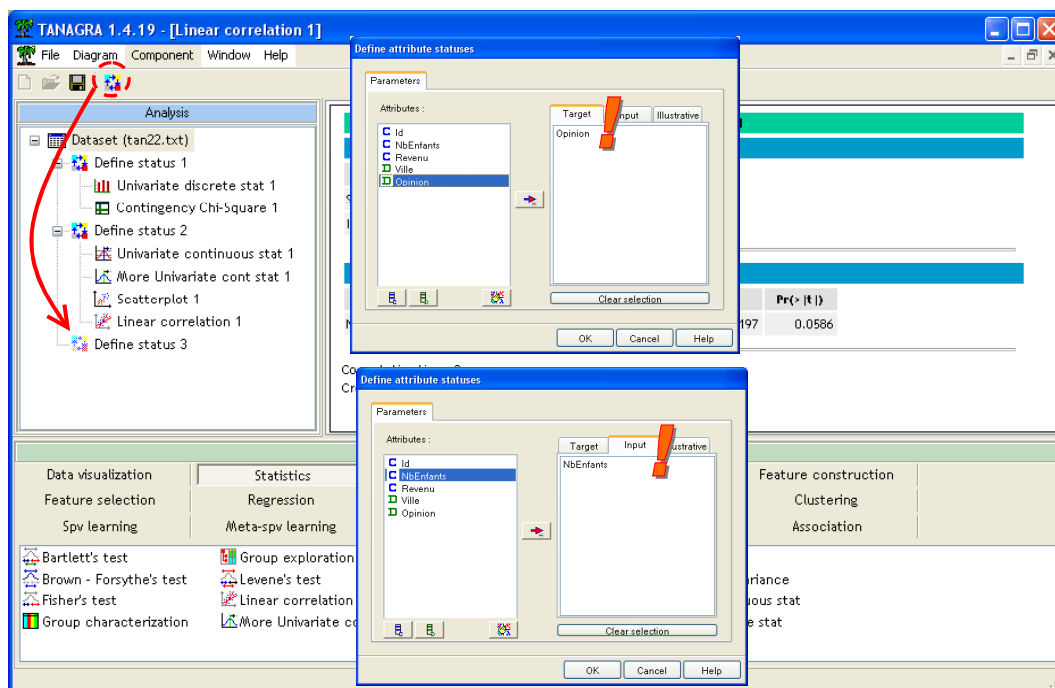 TANAGRA 1.4.19 - [Linear correlation 1]
File Diagram Component Window Help
Analysis
Dataset (tan22.txt)
Define status 1
Univariate discrete stat 1
Contingency Chi-Square 1
Define status 2
Univariate continuous stat 1
More Univariate cont stat 1
Scatterplot 1
Linear correlation 1
Define status 3
Define attribute statuses
Parameters
Attributes :
C Id
C NbEnfants
C Revenu
D Ville
D Opinion
Target Input Illustrative
Opinion
Clear selection
OK Cancel Help
Pr(> |t|)
197 0.0586
Define attribute statuses
Parameters
Attributes :
C Id
C NbEnfants
C Revenu
D Ville
D Opinion
Target Input Illustrative
NbEnfants
Clear selection
OK Cancel Help
Data visualization Statistics Feature construction
Feature selection Regression Clustering
Spv learning Meta-spv learning Association
Bartlett's test Group exploration
Brown - Forsythe's test Levene's test riance
Fisher's test Linear correlation uous stat
Group characterization More Univariate co e stat